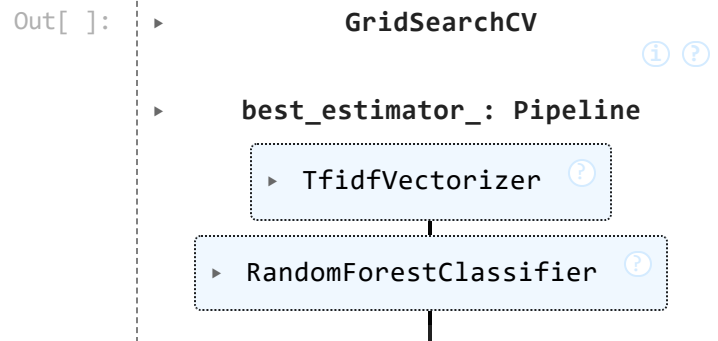 Out[ ]: ▸ GridSearchCV
i ?
▸ best_estimator_: Pipeline
▸ TfidfVectorizer ?
▸ RandomForestClassifier ?